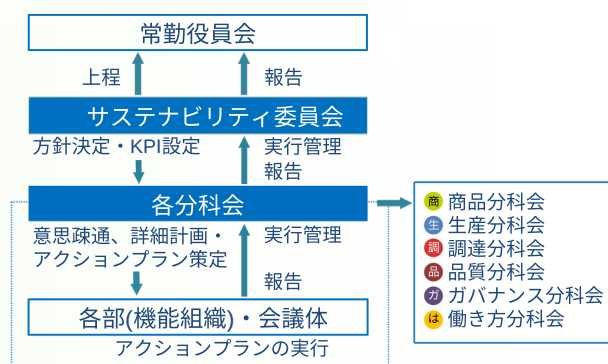 常勤役員会
上程
報告
サステナビリティ委員会
方針決定・KPI設定
実行管理
報告
各分科会
意思疎通、詳細計画・
アクションプラン策定
実行管理
報告
各部(機能組織)・会議体
アクションプランの実行
商 商品分科会
生 生産分科会
調 調達分科会
品 品質分科会
ガ ガバナンス分科会
は 働き方分科会